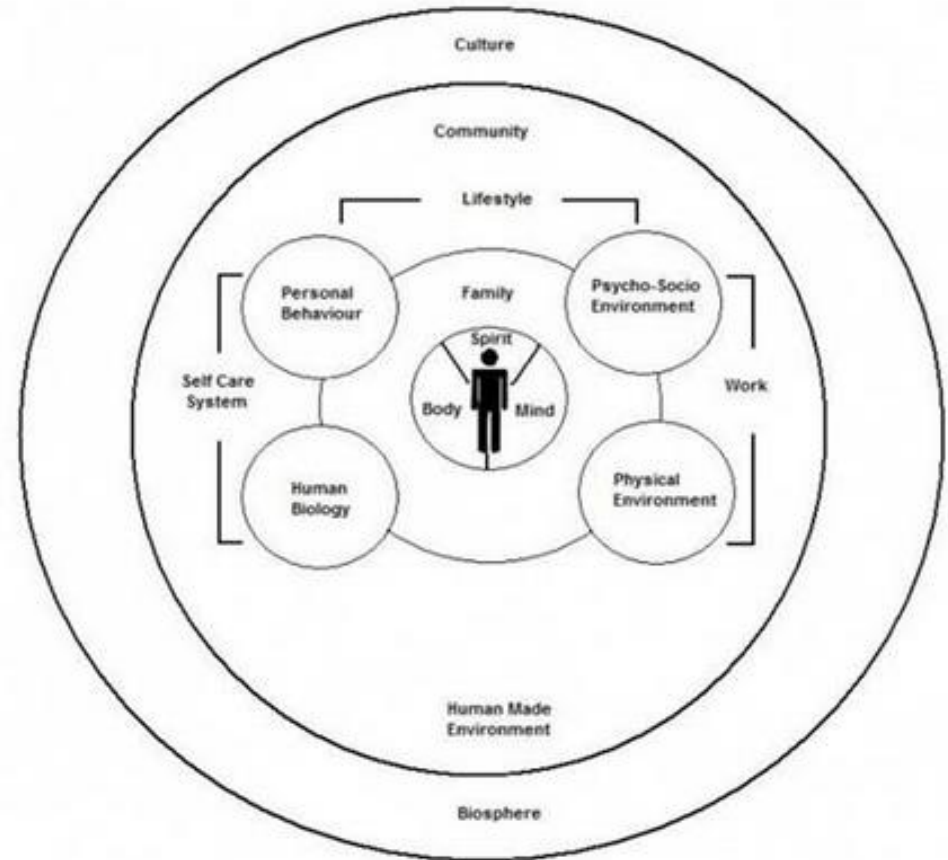 Culture
Community
Lifestyle
Personal
Behaviour
Family
Psycho-Socio
Environment
Spirit
Self Care
System
Body
Mind
Work
Human
Biology
Physical
Environment
Human Made
Environment
Biosphere